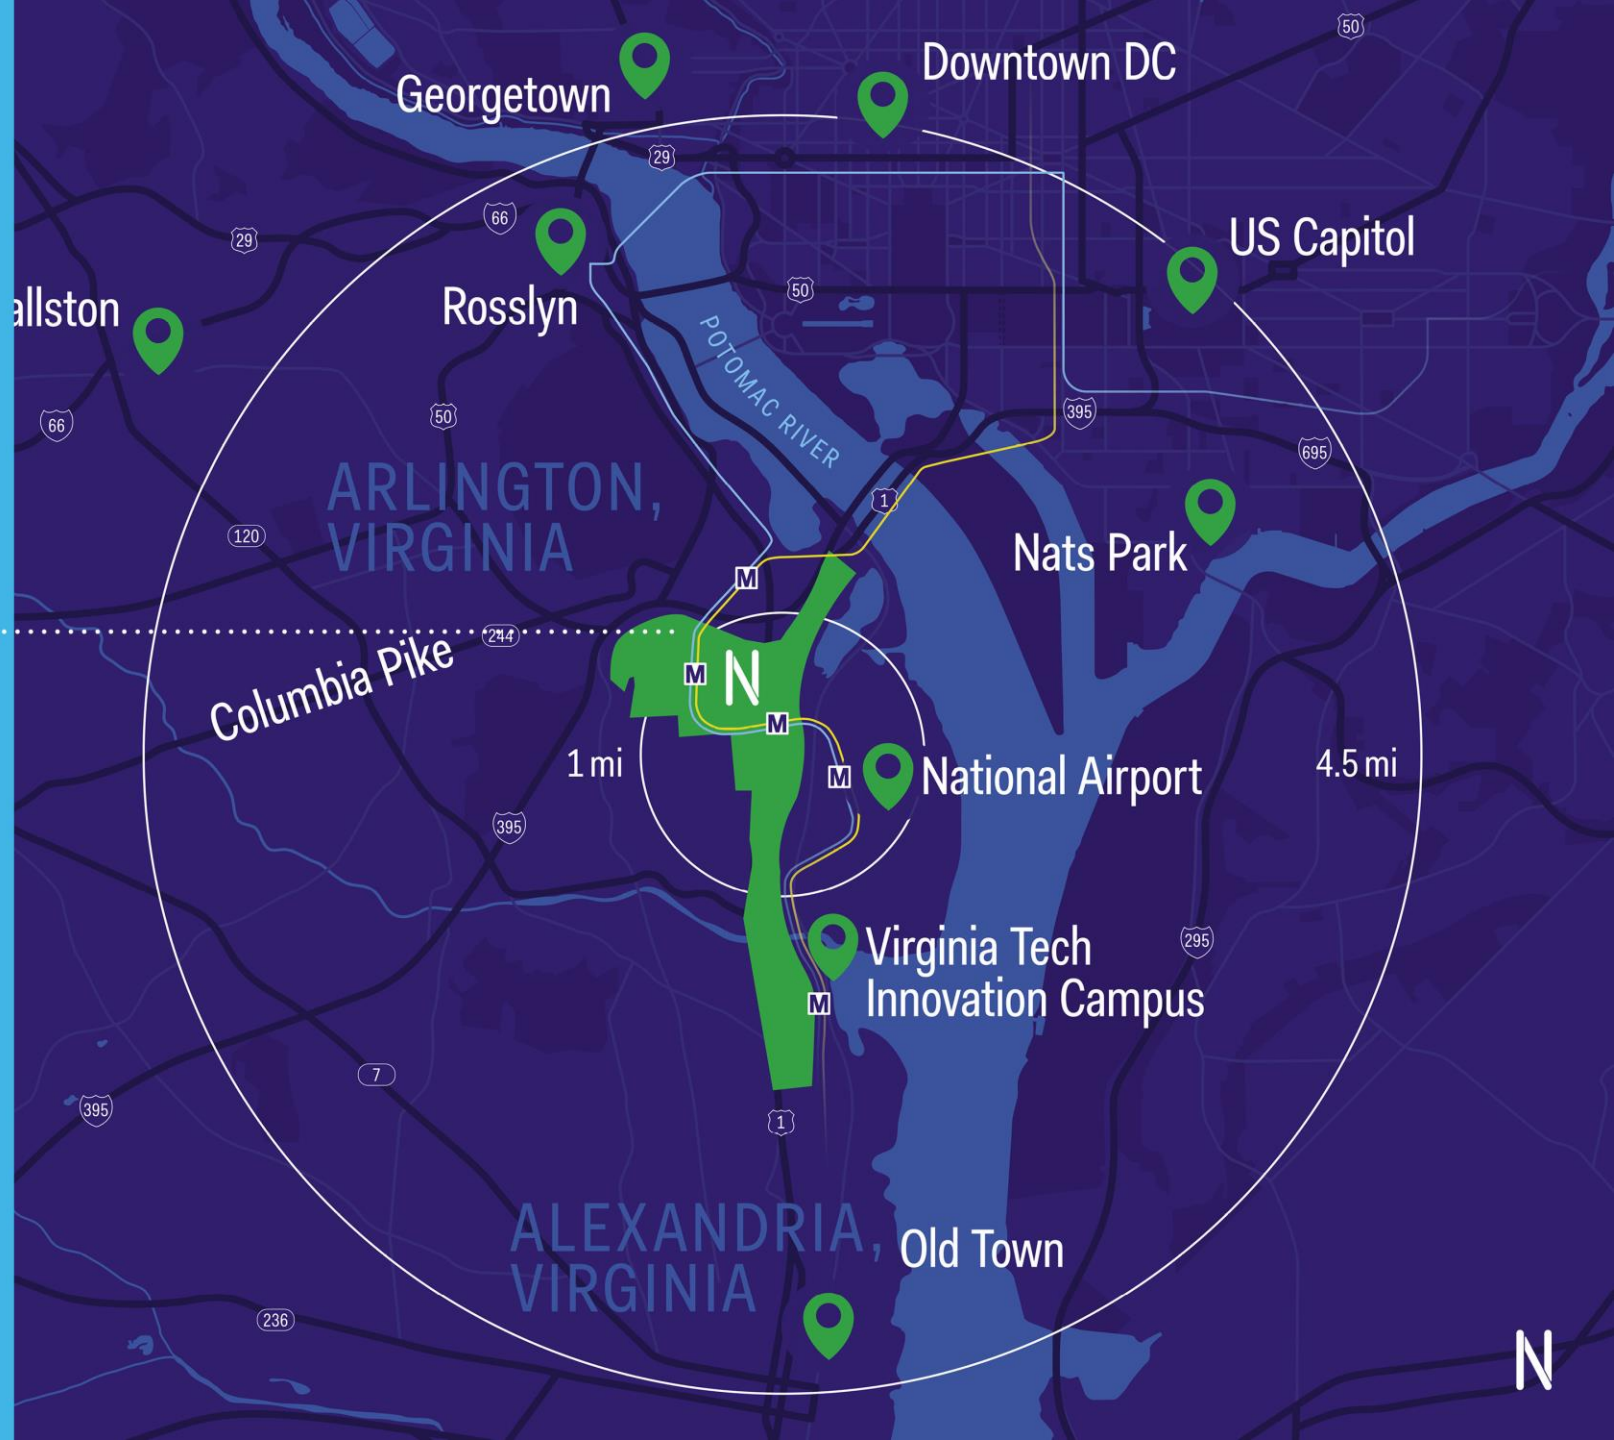 50
Downtown DC
Georgetown
29
66
29
US Capitol
Rosslyn
50
allston
POTOMAC RIVER
50
66
395
695
ARLINGTON,
VIRGINIA
1
120
Nats Park
M
244
Columbia Pike
M
N
M
1 mi
National Airport
M
4.5 mi
395
Virginia Tech
Innovation Campus
295
M
7
395
1
ALEXANDRIA,
VIRGINIA
Old Town
236
N